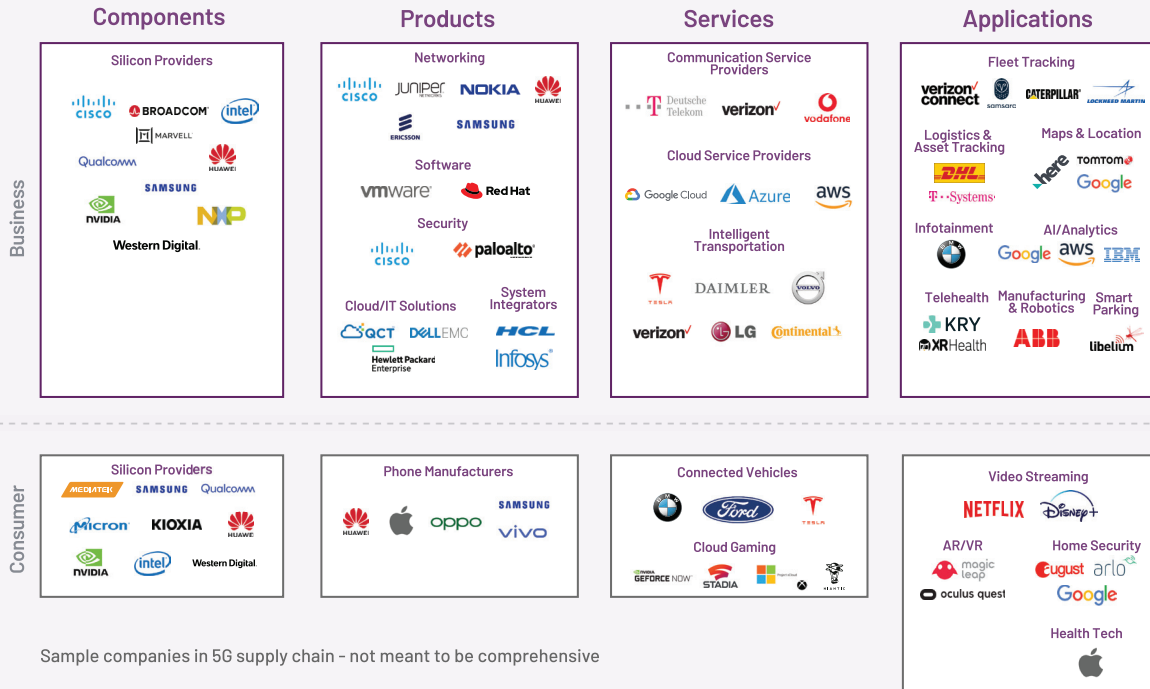 Components
Products
Services
Applications
Business
Silicon Providers
CISCO
BROADCOM
intel
MARVELL
Qualcomm
HUAWEI
SAMSUNG
NVIDIA
NXP
Western Digital.
Networking
CISCO
JUNIPER
NETWORKS
NOKIA
HUAWEI
ERICSSON
SAMSUNG
Software
vmware
Red Hat
Security
CISCO
paloalto
Cloud/IT Solutions
QCT
DELLEMC
Hewlett Packard
Enterprise
System
Integrators
HCL
Infosys
Communication Service
Providers
T
Deutsche
Telekom
verizon
vodafone
Cloud Service Providers
Google Cloud
Azure
aws
Intelligent
Transportation
TESLA
DAIMLER
VOLVO
verizon
LG
Continental
Fleet Tracking
verizon
connect
samsara
CATERPILLAR
LOCKHEED MARTIN
Logistics &
Asset Tracking
DHL
T··Systems·
Maps & Location
here
TOMTOM
Google
Infotainment
BMW
AI/Analytics
Google
aws
IBM
Telehealth
KRY
XRHealth
Manufacturing
& Robotics
ABB
Smart
Parking
libelium
Consumer
Silicon Providers
MEDIATEK
SAMSUNG
Qualcomm
Micron
KIOXIA
HUAWEI
NVIDIA
intel
Western Digital.
Phone Manufacturers
HUAWEI
oppo
SAMSUNG
vivo
Connected Vehicles
BMW
Ford
TESLA
Cloud Gaming
NVIDIA
GEFORCE NOW
STADIA
NIANTIC
Video Streaming
NETFLIX
Disney+
AR/VR
magic
leap
oculus quest
Home Security
august
arlo
Google
Health Tech
Sample companies in 5G supply chain - not meant to be comprehensive